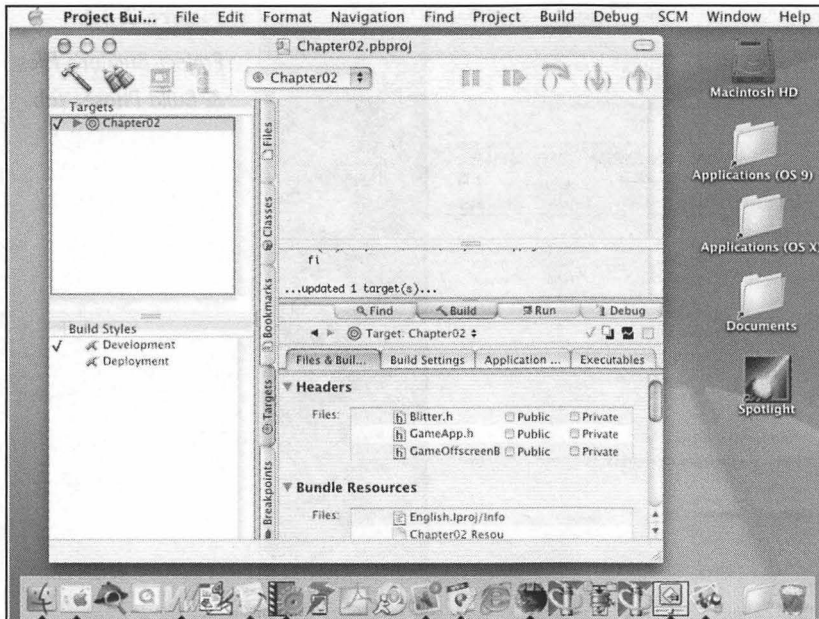 Project Bui... File Edit Format Navigation Find Project Build Debug SCM Window Help
Chapter02.pbproj
Chapter02
Macintosh HD
Applications (OS 9)
Applications (OS X)
Documents
Spotlight
Targets
Chapter02
Build Styles
Development
Deployment
Files
Classes
Bookmarks
Targets
Breakpoints
fi
...updated 1 target(s)...
Find Build Run Debug
Target: Chapter02
Files & Buil... Build Settings Application ... Executables
Headers
Files:
Blitter.h Public Private
GameApp.h Public Private
GameOffscreenB Public Private
Bundle Resources
Files:
English.lproj/Info
Chapter02 Resou